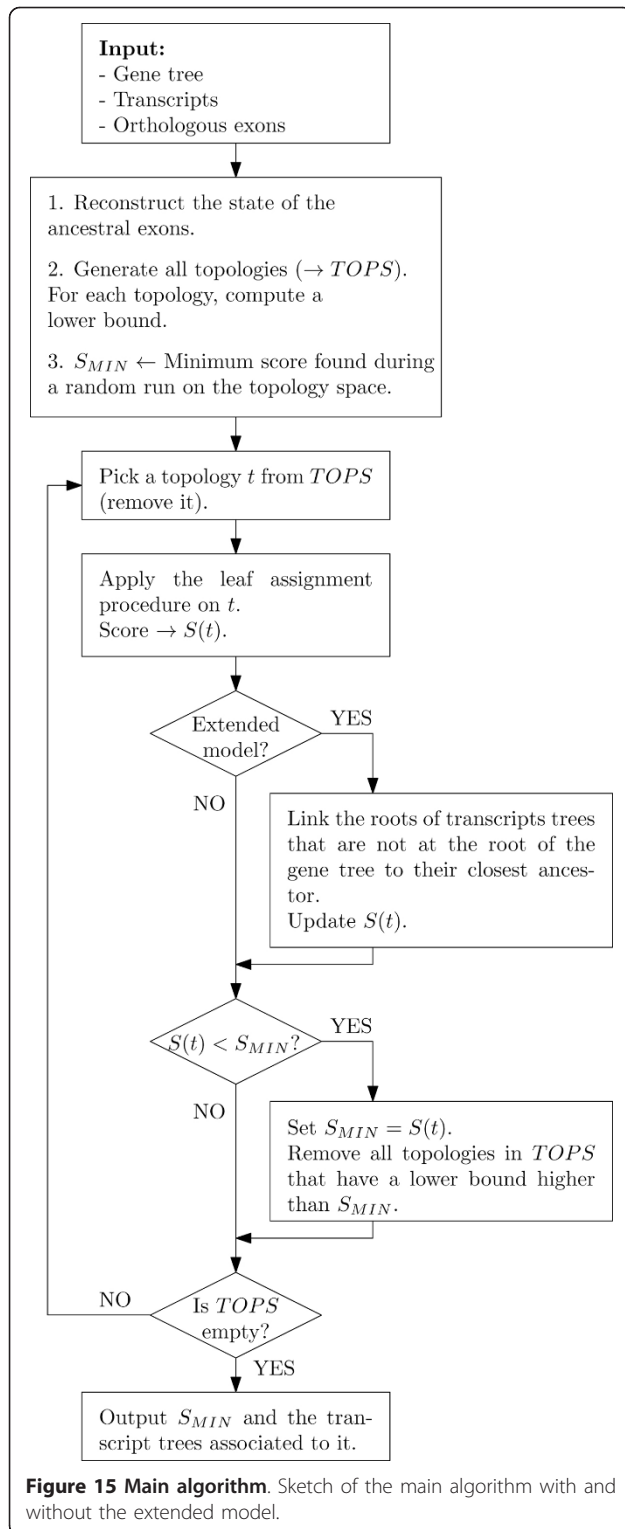 Input:
- Gene tree
- Transcripts
- Orthologous exons
1. Reconstruct the state of the
ancestral exons.
2. Generate all topologies (→ TOPS).
For each topology, compute a
lower bound.
3. S_MIN ← Minimum score found during
a random run on the topology space.
Pick a topology t from TOPS
(remove it).
Apply the leaf assignment
procedure on t.
Score → S(t).
Extended
model?
YES
NO
Link the roots of transcripts trees
that are not at the root of the
gene tree to their closest ances-
tor.
Update S(t).
S(t) < S_MIN?
YES
NO
Set S_MIN = S(t).
Remove all topologies in TOPS
that have a lower bound higher
than S_MIN.
NO
Is TOPS
empty?
YES
Output S_MIN and the tran-
script trees associated to it.
Figure 15 Main algorithm. Sketch of the main algorithm with and
without the extended model.